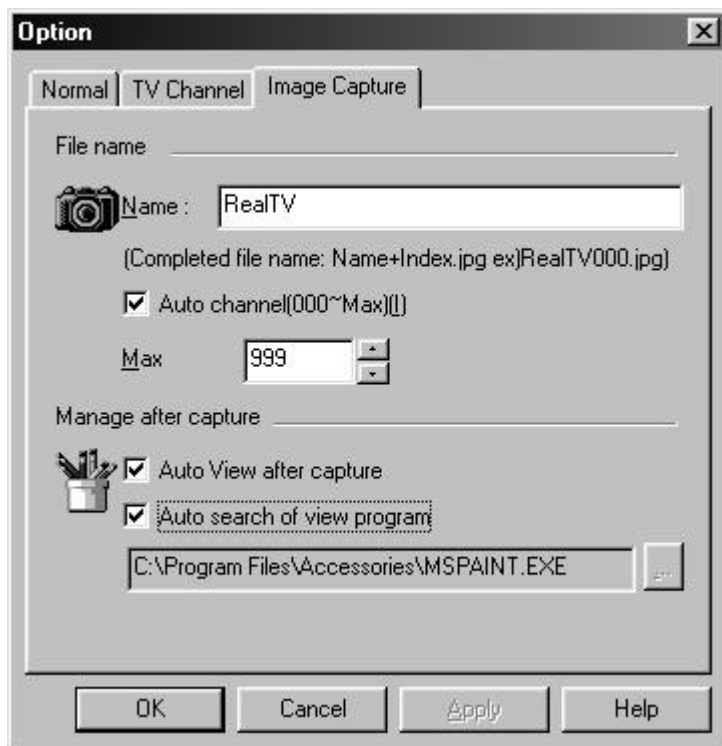 Option
Normal TV Channel Image Capture
File name
Name : RealTV
(Completed file name: Name+Index.jpg ex)RealTV000.jpg)
Auto channel(000~Max)(I)
Max 999
Manage after capture
Auto View after capture
Auto search of view program
C:\Program Files\Accessories\MSPAINT.EXE ...
OK Cancel Apply Help